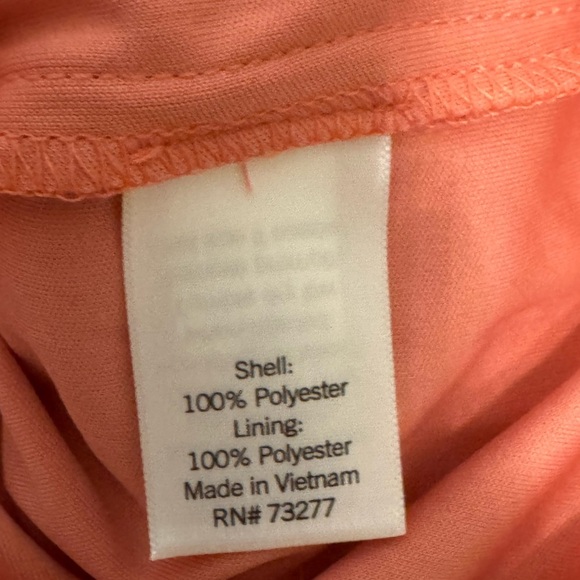 Shell:
100% Polyester
Lining:
100% Polyester
Made in Vietnam
RN# 73277